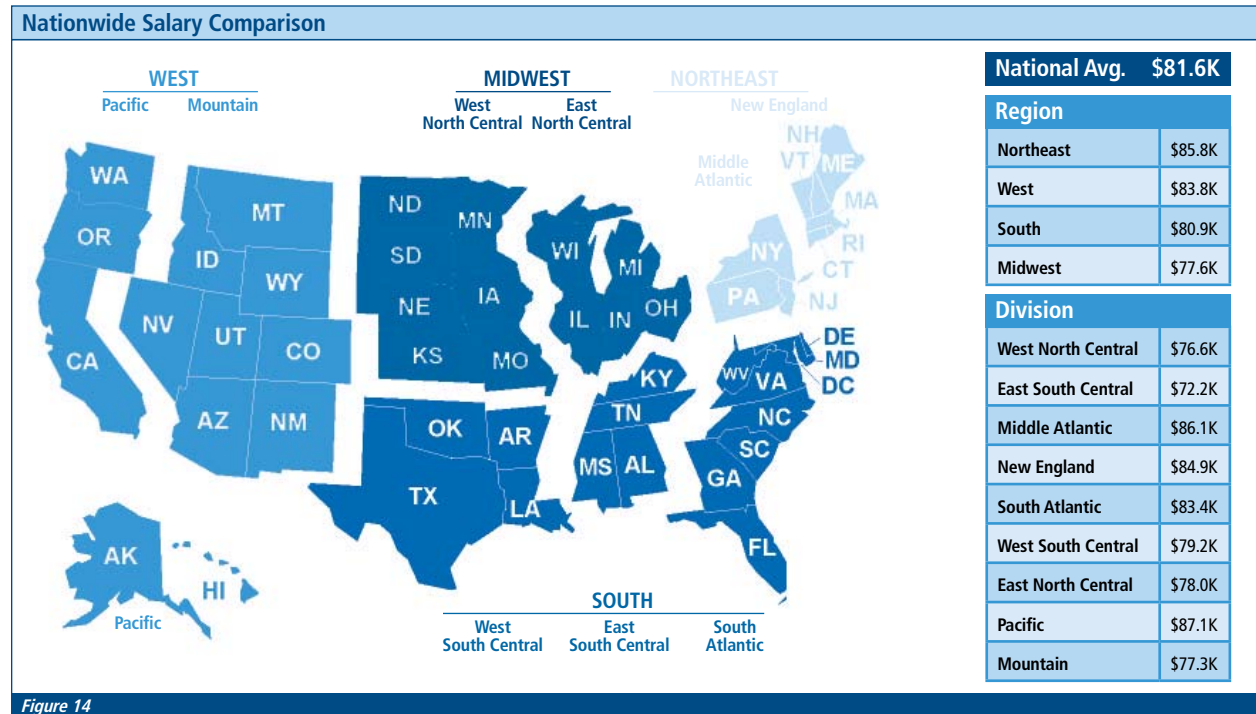 Nationwide Salary Comparison
WEST
Pacific Mountain
MIDWEST
West North Central
East North Central
NORTHEAST
New England
Middle Atlantic
WA
OR
CA
NV
ID
MT
WY
UT
CO
AZ
NM
AK
HI
Pacific
ND
SD
NE
KS
MN
IA
MO
WI
MI
IL
IN
OH
NH
VT
ME
MA
RI
CT
NY
PA
NJ
DE
MD
DC
WV
VA
KY
TN
NC
SC
GA
FL
MS
AL
OK
AR
TX
LA
SOUTH
West South Central
East South Central
South Atlantic
National Avg. $81.6K
Region
Northeast $85.8K
West $83.8K
South $80.9K
Midwest $77.6K
Division
West North Central $76.6K
East South Central $72.2K
Middle Atlantic $86.1K
New England $84.9K
South Atlantic $83.4K
West South Central $79.2K
East North Central $78.0K
Pacific $87.1K
Mountain $77.3K
Figure 14